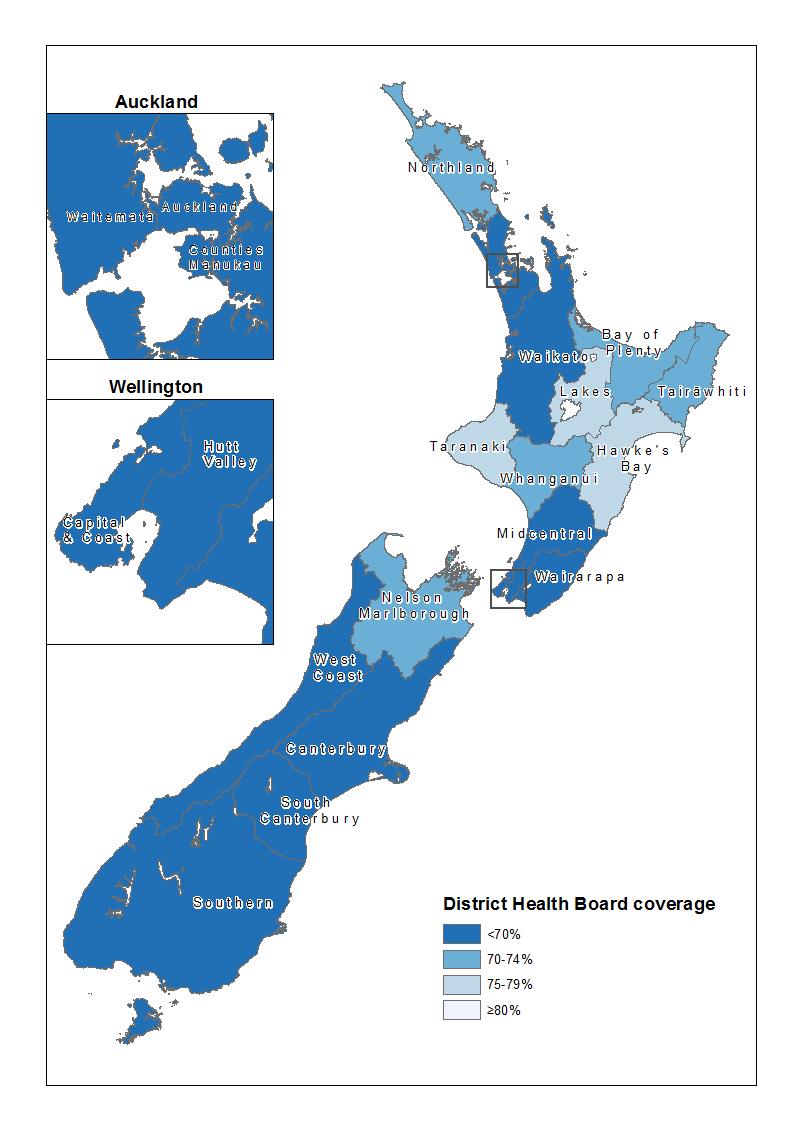 Auckland
Waitemata
Auckland
Counties
Manukau
Wellington
Hutt
Valley
Capital
& Coast
Northland
Waikato
Bay of
Plenty
Lakes
Tairāwhiti
Taranaki
Hawke's
Bay
Whanganui
Midcentral
Wairarapa
Nelson
Marlborough
West
Coast
Canterbury
South
Canterbury
Southern
District Health Board coverage
<70%
70-74%
75-79%
≥80%